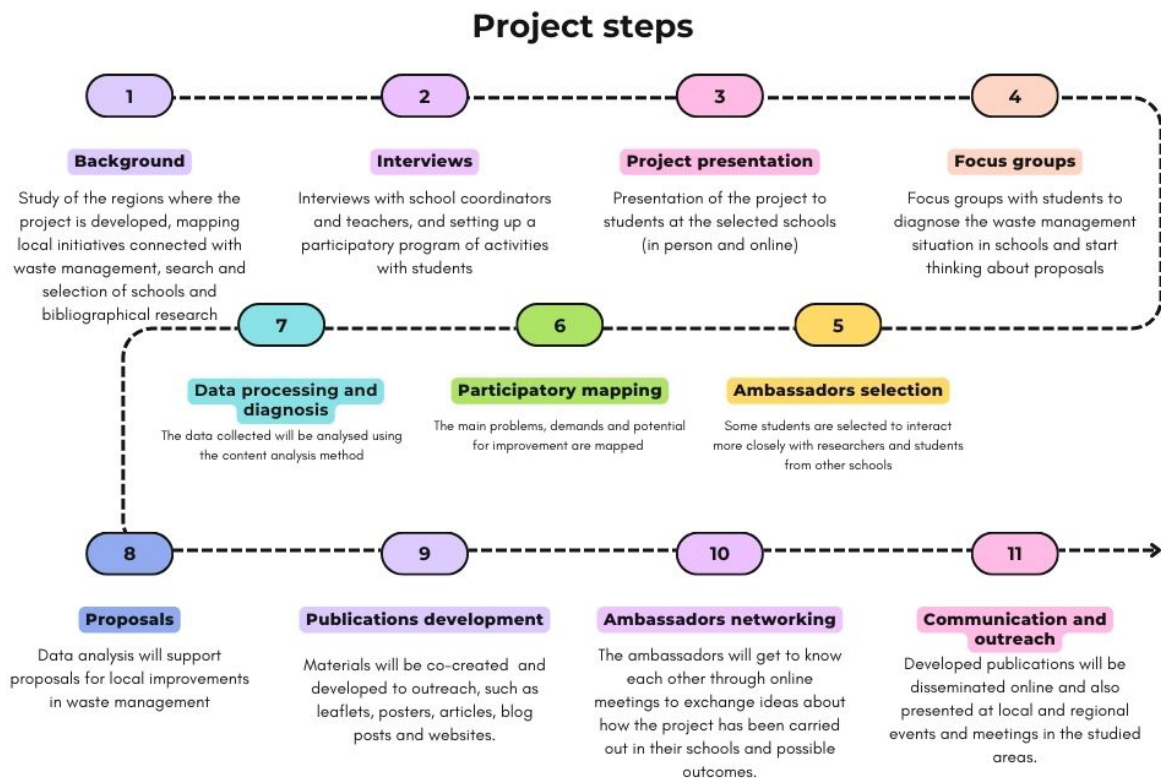 Project steps
1
2
3
4
Background
Study of the regions where the
project is developed, mapping
local initiatives connected with
waste management, search and
selection of schools and
bibliographical research
Interviews
Interviews with school coordinators
and teachers, and setting up a
participatory program of activities
with students
Project presentation
Presentation of the project to
students at the selected schools
(in person and online)
Focus groups
Focus groups with students to
diagnose the waste management
situation in schools and start
thinking about proposals
5
Ambassadors selection
Some students are selected to interact
more closely with researchers and students
from other schools
6
Participatory mapping
The main problems, demands and potential
for improvement are mapped
7
Data processing and
diagnosis
The data collected will be analysed using
the content analysis method
8
Proposals
Data analysis will support
proposals for local improvements
in waste management
9
Publications development
Materials will be co-created and
developed to outreach, such as
leaflets, posters, articles, blog
posts and websites.
10
Ambassadors networking
The ambassadors will get to know
each other through online
meetings to exchange ideas about
how the project has been carried
out in their schools and possible
outcomes.
11
Communication and
outreach
Developed publications will be
disseminated online and also
presented at local and regional
events and meetings in the studied
areas.